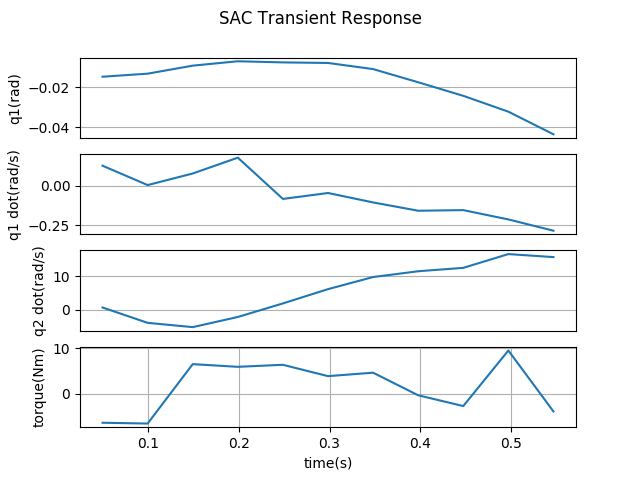 SAC Transient Response
q1(rad)
−0.02
−0.04
q1 dot(rad/s)
0.00
−0.25
q2 dot(rad/s)
10
0
torque(Nm)
10
0
0.1 0.2 0.3 0.4 0.5
time(s)